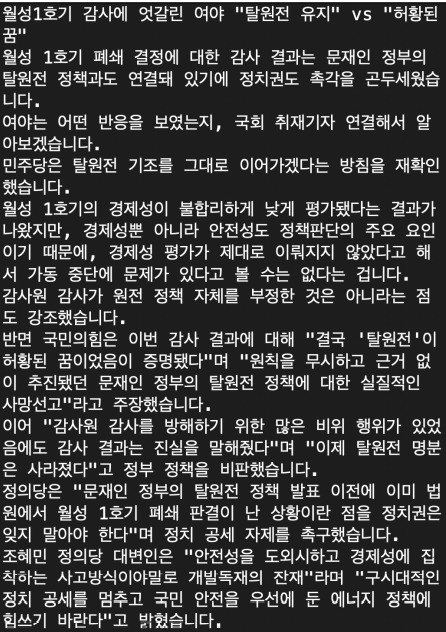 월성1호기 감사에 엇갈린 여야 "탈원전 유지" vs "허황된
꿈"
월성 1호기 폐쇄 결정에 대한 감사 결과는 문재인 정부의
탈원전 정책과도 연결돼 있기에 정치권도 촉각을 곤두세웠습
니다.
여야는 어떤 반응을 보였는지, 국회 취재기자 연결해서 알
아보겠습니다.
민주당은 탈원전 기조를 그대로 이어가겠다는 방침을 재확인
했습니다.
월성 1호기의 경제성이 불합리하게 낮게 평가됐다는 결과가
나왔지만, 경제성뿐 아니라 안전성도 정책판단의 주요 요인
이기 때문에, 경제성 평가가 제대로 이뤄지지 않았다고 해
서 가동 중단에 문제가 있다고 볼 수는 없다는 겁니다.
감사원 감사가 원전 정책 자체를 부정한 것은 아니라는 점
도 강조했습니다.
반면 국민의힘은 이번 감사 결과에 대해 "결국 '탈원전'이
허황된 꿈이었음이 증명됐다"며 "원칙을 무시하고 근거 없
이 추진됐던 문재인 정부의 탈원전 정책에 대한 실질적인
사망선고"라고 주장했습니다.
이어 "감사원 감사를 방해하기 위한 많은 비위 행위가 있었
음에도 감사 결과는 진실을 말해줬다"며 "이제 탈원전 명분
은 사라졌다"고 정부 정책을 비판했습니다.
정의당은 "문재인 정부의 탈원전 정책 발표 이전에 이미 법
원에서 월성 1호기 폐쇄 판결이 난 상황이란 점을 정치권은
잊지 말아야 한다"며 정치 공세 자제를 촉구했습니다.
조혜민 정의당 대변인은 "안전성을 도외시하고 경제성에 집
착하는 사고방식이야말로 개발독재의 잔재"라며 "구시대적인
정치 공세를 멈추고 국민 안전을 우선에 둔 에너지 정책에
힘쓰기 바란다"고 밝혔습니다.